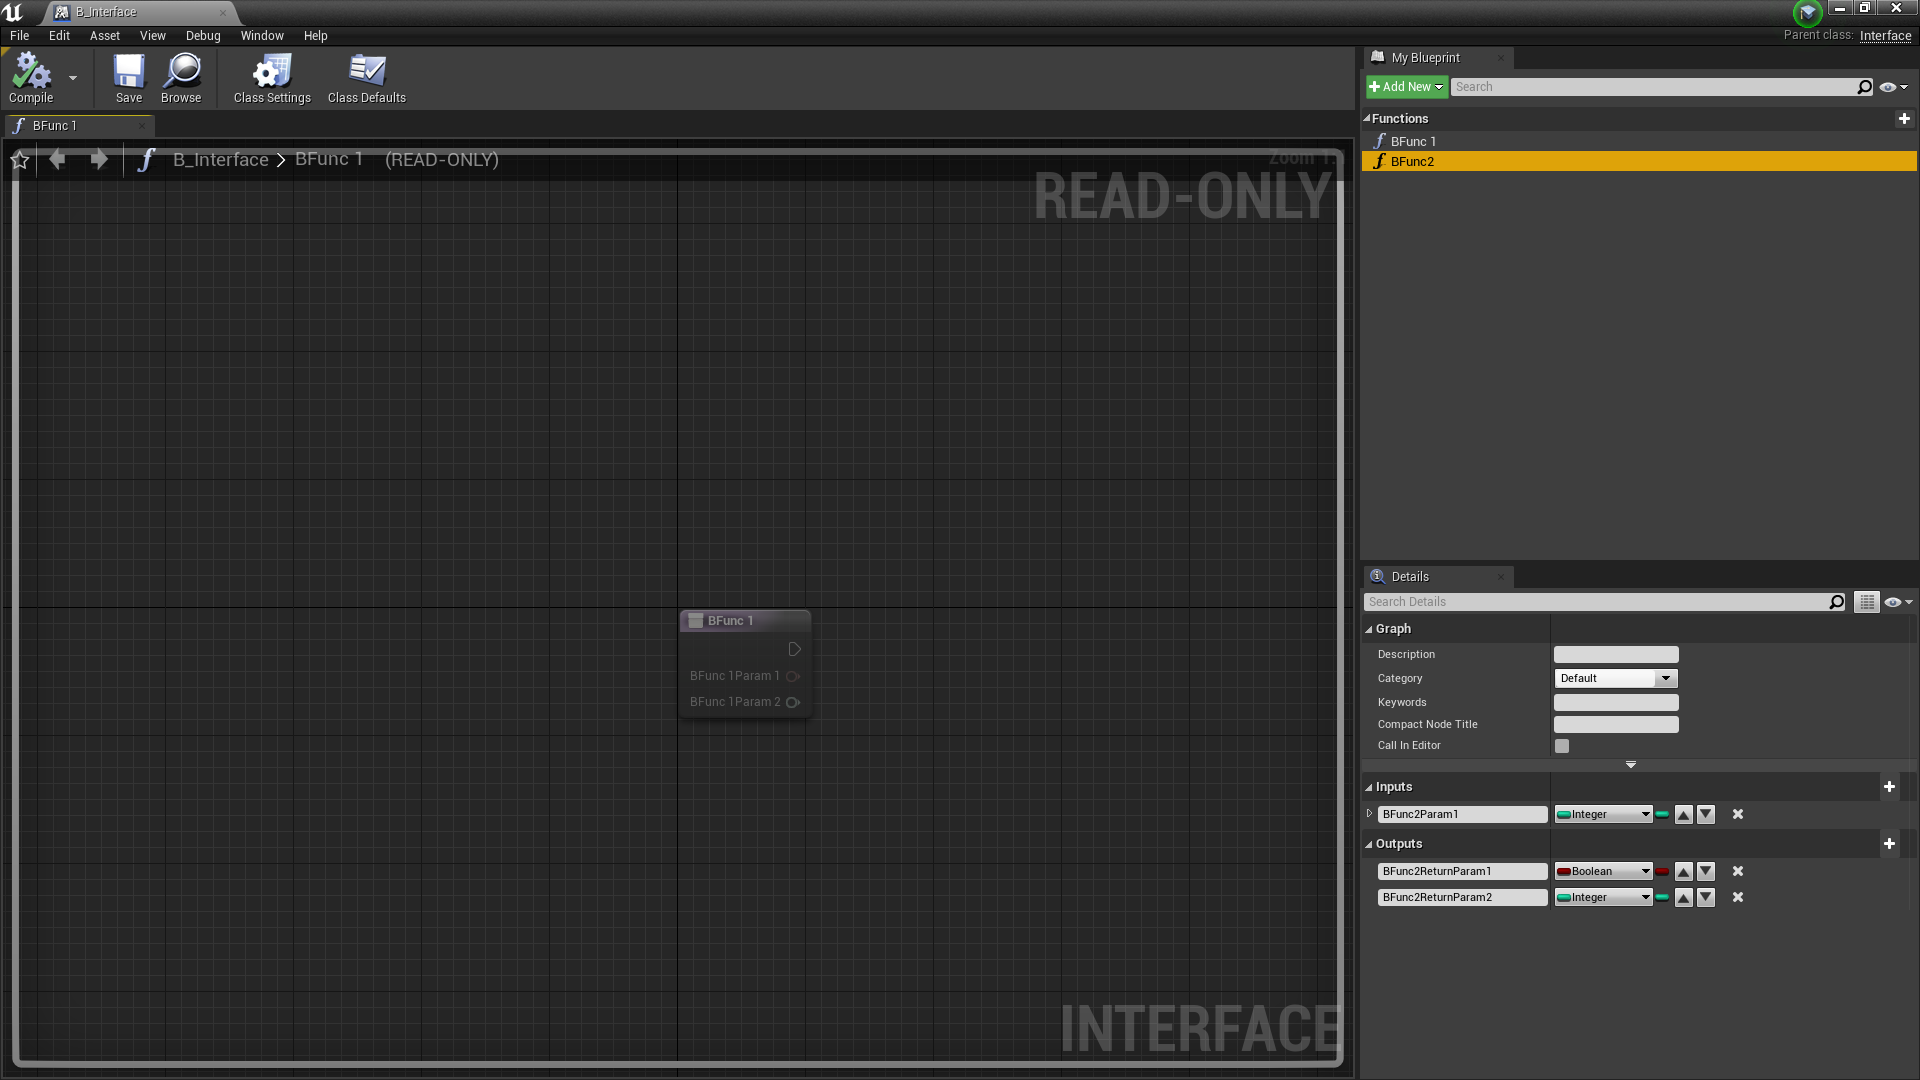 B_Interface
File Edit Asset View Debug Window Help
Parent class: Interface
Compile Save Browse Class Settings Class Defaults
BFunc 1
B_Interface > BFunc 1 (READ-ONLY)
Zoom 1:1
READ-ONLY
BFunc 1
BFunc 1Param 1
BFunc 1Param 2
INTERFACE
My Blueprint
Add New Search
Functions
BFunc 1
BFunc2
Details
Search Details
Graph
Description
Category Default
Keywords
Compact Node Title
Call In Editor
Inputs
BFunc2Param1 Integer
Outputs
BFunc2ReturnParam1 Boolean
BFunc2ReturnParam2 Integer